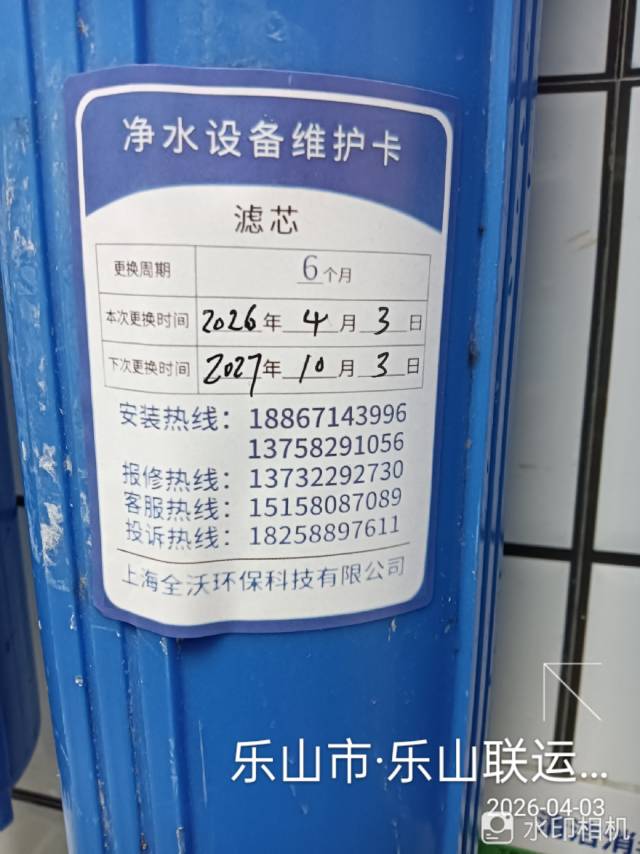 净水设备维护卡
滤芯
更换周期 6个月
本次更换时间 2026年 4 月 3 日
下次更换时间 2027年 10 月 3 日
安装热线：18867143996
13758291056
报修热线：13732292730
客服热线：15158087089
投诉热线：18258897611
上海全沃环保科技有限公司
乐山市·乐山联运...
2026-04-03
水印相机